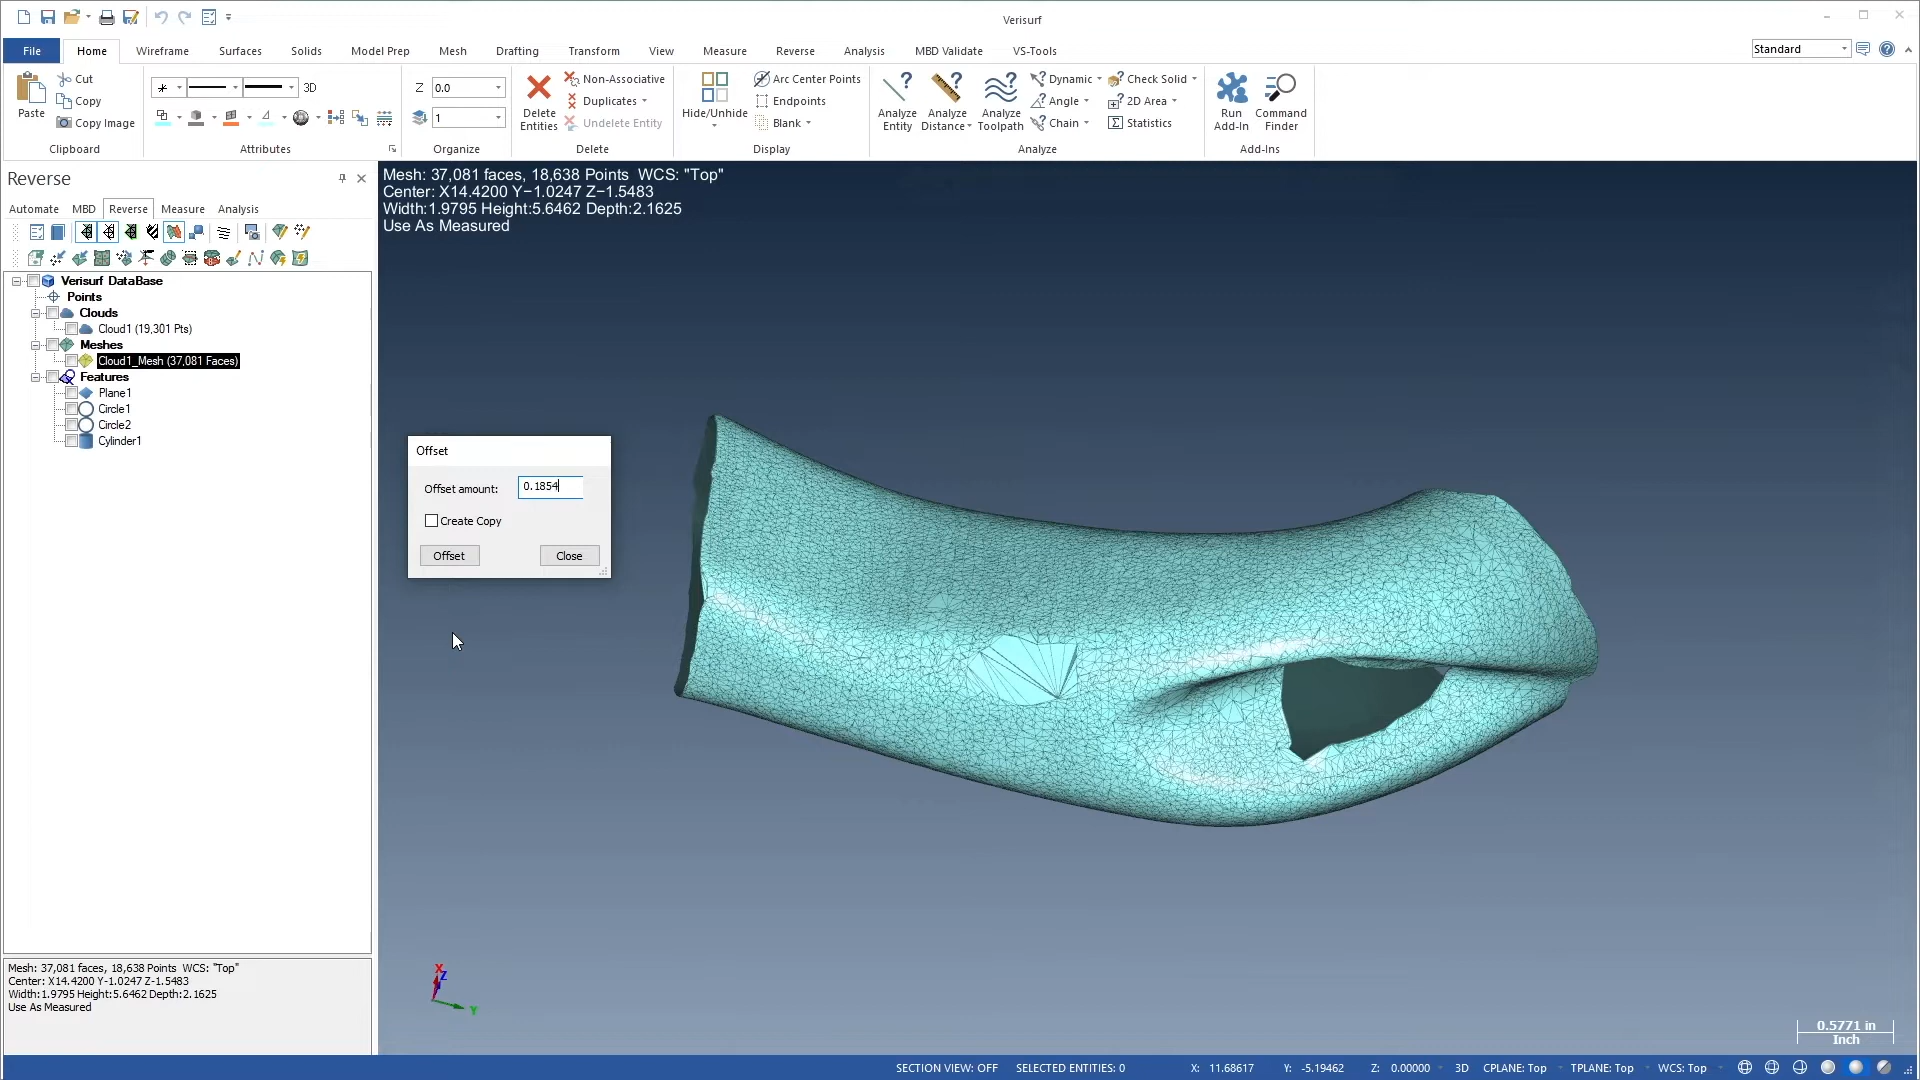 Verisurf
File Home Wireframe Surfaces Solids Model Prep Mesh Drafting Transform View Measure Reverse Analysis MBD Validate VS-Tools Standard
Paste Cut Copy Copy Image
Clipboard
3D
Attributes
Z 0.0
1
Organize
Delete Entities Non-Associative Duplicates Undelete Entity
Delete
Hide/Unhide Arc Center Points Endpoints Blank
Display
Analyze Entity Analyze Distance Analyze Toolpath Dynamic Angle Chain Check Solid 2D Area Statistics
Analyze
Run Add-In Command Finder
Add-Ins
Reverse
Automate MBD Reverse Measure Analysis
Verisurf DataBase
Points
Clouds
Cloud1 (19,301 Pts)
Meshes
Cloud1_Mesh (37,081 Faces)
Features
Plane1
Circle1
Circle2
Cylinder1
Mesh: 37,081 faces, 18,638 Points WCS: "Top"
Center: X14.4200 Y-1.0247 Z-1.5483
Width:1.9795 Height:5.6462 Depth:2.1625
Use As Measured
Mesh: 37,081 faces, 18,638 Points WCS: "Top"
Center: X14.4200 Y−1.0247 Z−1.5483
Width:1.9795 Height:5.6462 Depth:2.1625
Use As Measured
Offset
Offset amount: 0.1854
Create Copy
Offset Close
X
Z
Y
0.5771 in
Inch
SECTION VIEW: OFF SELECTED ENTITIES: 0 X: 11.68617 Y: -5.19462 Z: 0.00000 3D CPLANE: Top TPLANE: Top WCS: Top